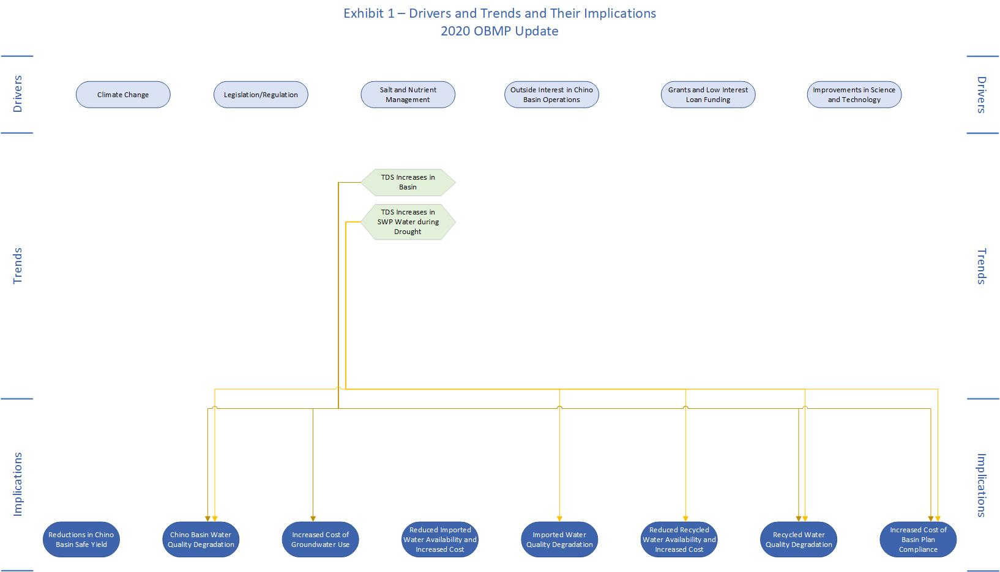 Exhibit 1 – Drivers and Trends and Their Implications
2020 OBMP Update
Drivers
Climate Change
Legislation/Regulation
Salt and Nutrient
Management
Outside Interest in Chino
Basin Operations
Grants and Low Interest
Loan Funding
Improvements in Science
and Technology
Drivers
Trends
TDS Increases in
Basin
TDS Increases in
SWP Water during
Drought
Trends
Implications
Reductions in Chino
Basin Safe Yield
Chino Basin Water
Quality Degradation
Increased Cost of
Groundwater Use
Reduced Imported
Water Availability and
Increased Cost
Imported Water
Quality Degradation
Reduced Recycled
Water Availability and
Increased Cost
Recycled Water
Quality Degradation
Increased Cost of
Basin Plan
Compliance
Implications